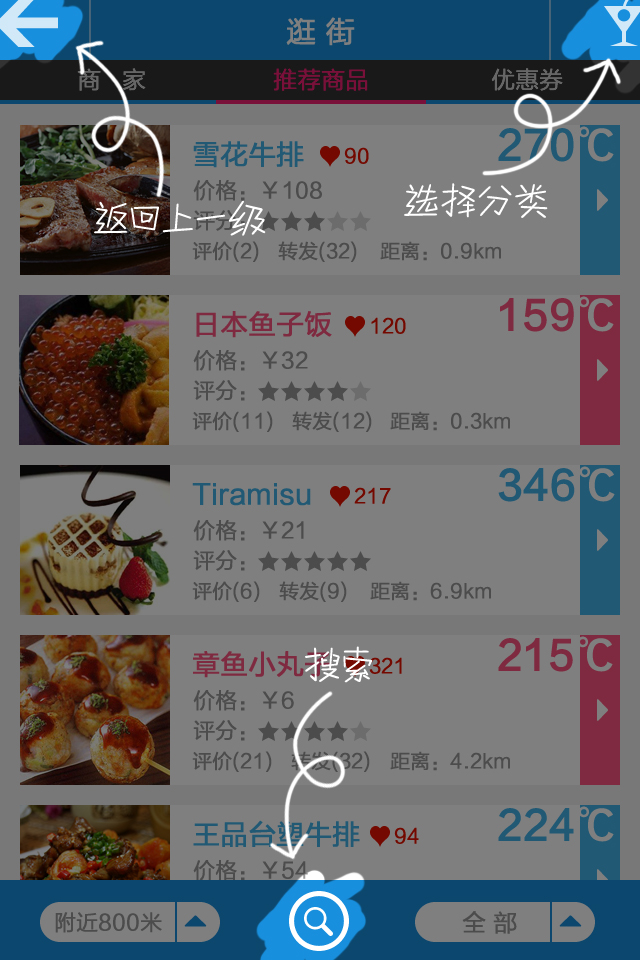 逛街
商 家 推荐商品 优惠券
雪花牛排 90 270℃
价格：￥108
返回上一级 选择分类
评分：
评价(2) 转发(32) 距离：0.9km
日本鱼子饭 120 159℃
价格：￥32
评分：
评价(11) 转发(12) 距离：0.3km
Tiramisu 217 346℃
价格：￥21
评分：
评价(6) 转发(9) 距离：6.9km
章鱼小丸子 321 215℃
搜索
价格：￥6
评分：
评价(21) 转发(32) 距离：4.2km
王品台塑牛排 94 224℃
价格：￥54
附近800米 全 部